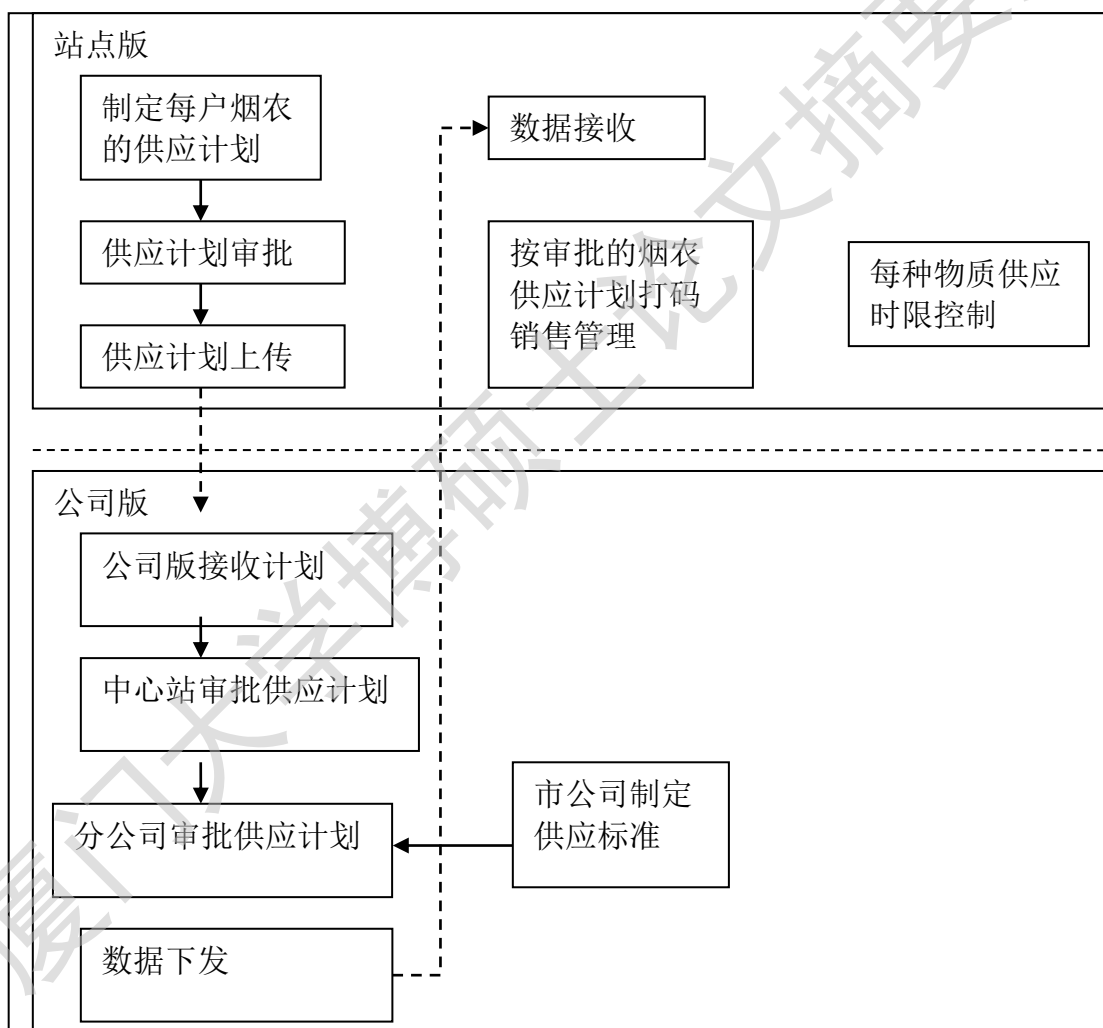 站点版
制定每户烟农
的供应计划
供应计划审批
供应计划上传
数据接收
按审批的烟农
供应计划打码
销售管理
每种物质供应
时限控制
公司版
公司版接收计划
中心站审批供应计划
分公司审批供应计划
市公司制定
供应标准
数据下发
厦门大学博硕士论文摘要